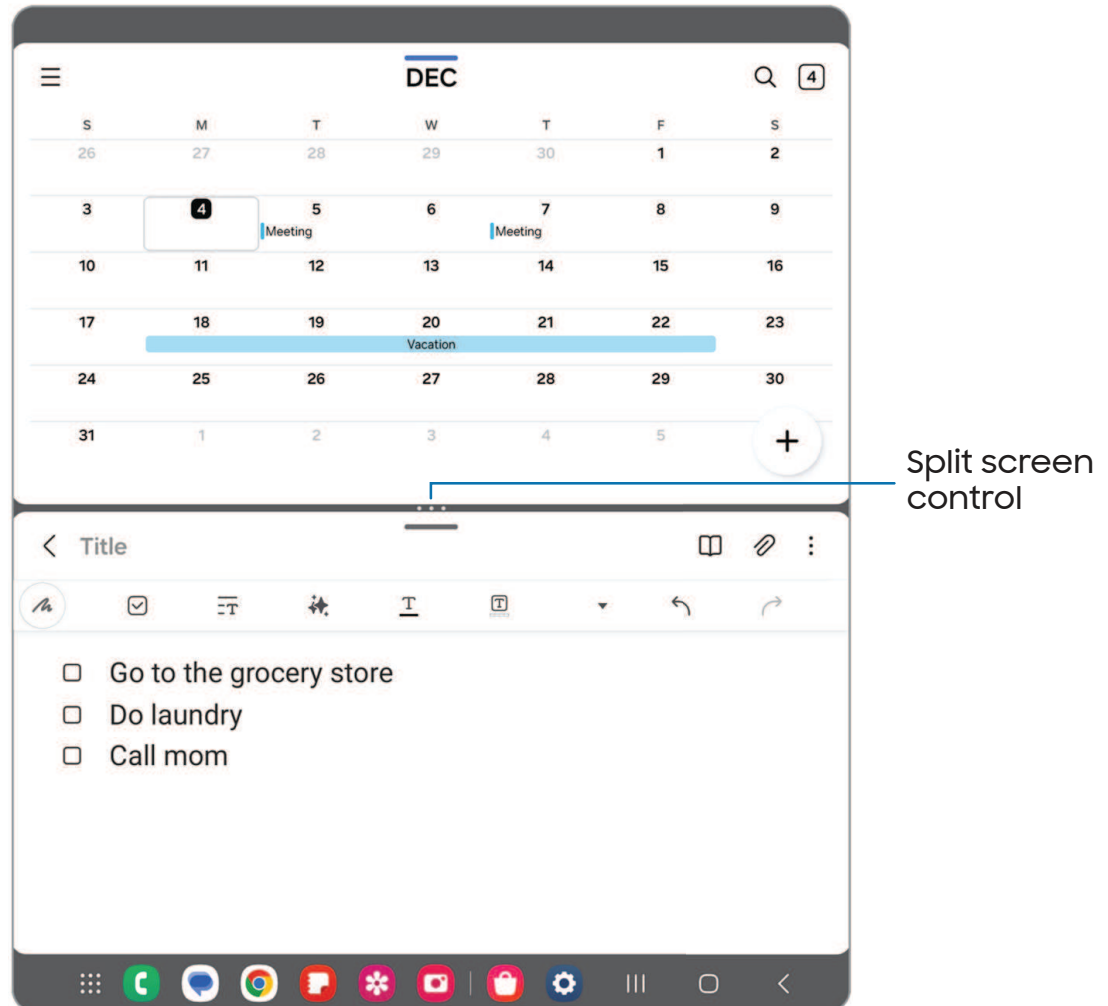 DEC
4
S M T W T F S
26 27 28 29 30 1 2
3 4 5 6 7 8 9
Meeting Meeting
10 11 12 13 14 15 16
17 18 19 20 21 22 23
Vacation
24 25 26 27 28 29 30
31 1 2 3 4 5
Split screen
control
Title
T T T
Go to the grocery store
Do laundry
Call mom